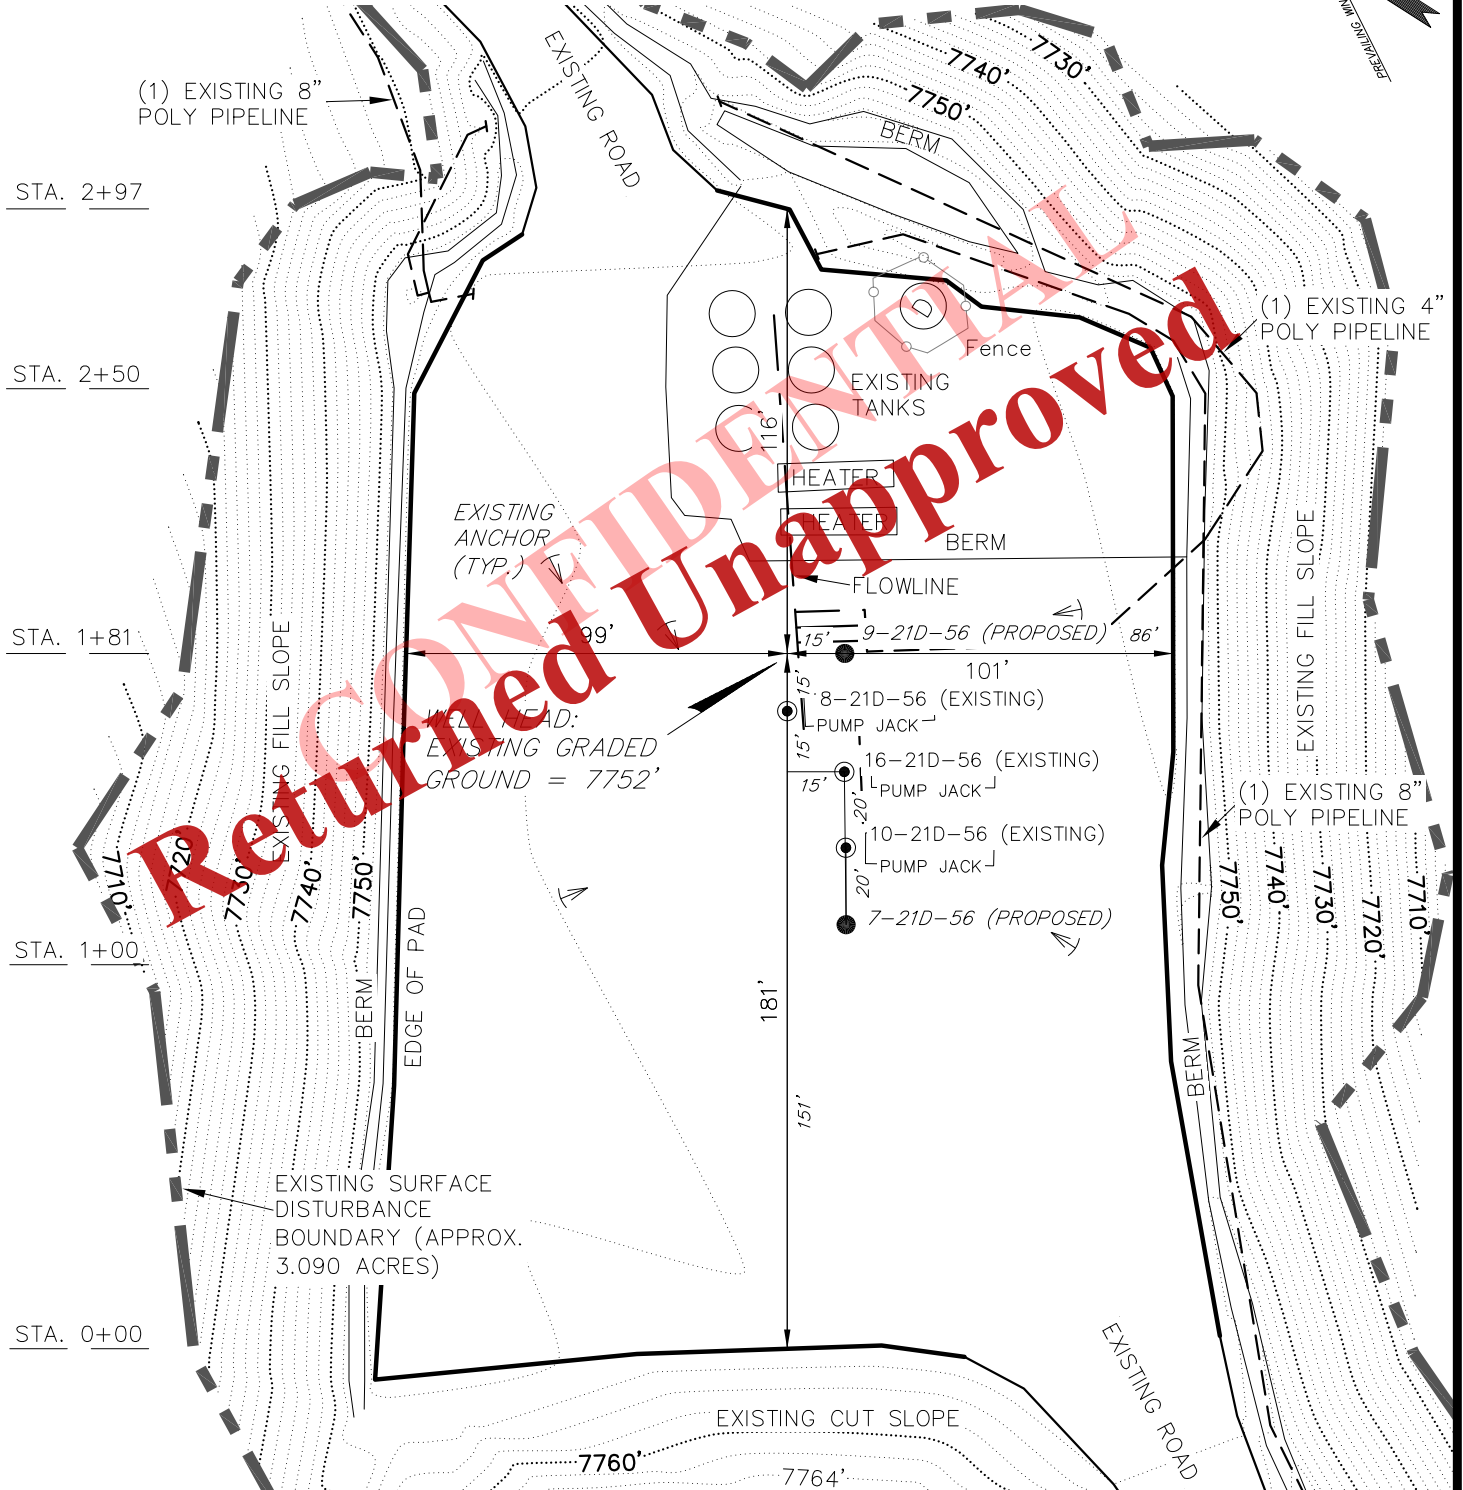 PREVAILING WIN
7730'
7740'
7750'
EXISTING ROAD
(1) EXISTING 8"
POLY PIPELINE
BERM
STA. 2+97
(1) EXISTING 4"
POLY PIPELINE
Fence
STA. 2+50
EXISTING
TANKS
116'
HEATER
HEATER
EXISTING
ANCHOR
(TYP.)
BERM
FLOWLINE
EXISTING FILL SLOPE
EXISTING FILL SLOPE
CONFIDENTIAL
Returned Unapproved
STA. 1+81
99'
15'
9-21D-56 (PROPOSED)
86'
101'
15'
8-21D-56 (EXISTING)
PUMP JACK
WELL HEAD:
EXISTING GRADED
GROUND = 7752'
15'
16-21D-56 (EXISTING)
15'
PUMP JACK
20'
(1) EXISTING 8"
POLY PIPELINE
10-21D-56 (EXISTING)
PUMP JACK
20'
7710'
7720'
7730'
7740'
7750'
7750'
7740'
7730'
7720'
7710'
7-21D-56 (PROPOSED)
STA. 1+00
BERM
EDGE OF PAD
181'
BERM
151'
EXISTING SURFACE
DISTURBANCE
BOUNDARY (APPROX.
3.090 ACRES)
STA. 0+00
EXISTING ROAD
EXISTING CUT SLOPE
7760'
7764'